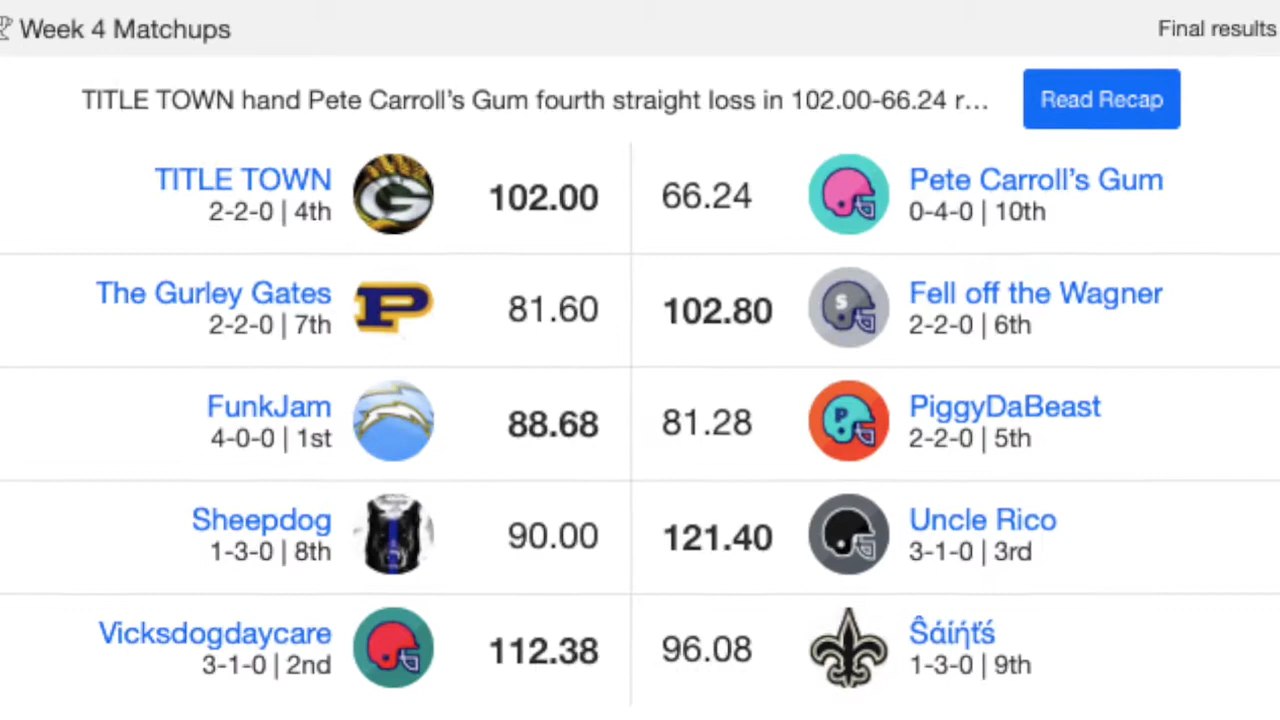 Week 4 Matchups
Final results
TITLE TOWN hand Pete Carroll's Gum fourth straight loss in 102.00-66.24 r…
Read Recap
TITLE TOWN
2-2-0 | 4th
G
102.00
66.24
Pete Carroll's Gum
0-4-0 | 10th
The Gurley Gates
2-2-0 | 7th
P
81.60
102.80
S
Fell off the Wagner
2-2-0 | 6th
FunkJam
4-0-0 | 1st
88.68
81.28
P
PiggyDaBeast
2-2-0 | 5th
Sheepdog
1-3-0 | 8th
90.00
121.40
Uncle Rico
3-1-0 | 3rd
Vicksdogdaycare
3-1-0 | 2nd
112.38
96.08
Ŝάίήťś
1-3-0 | 9th